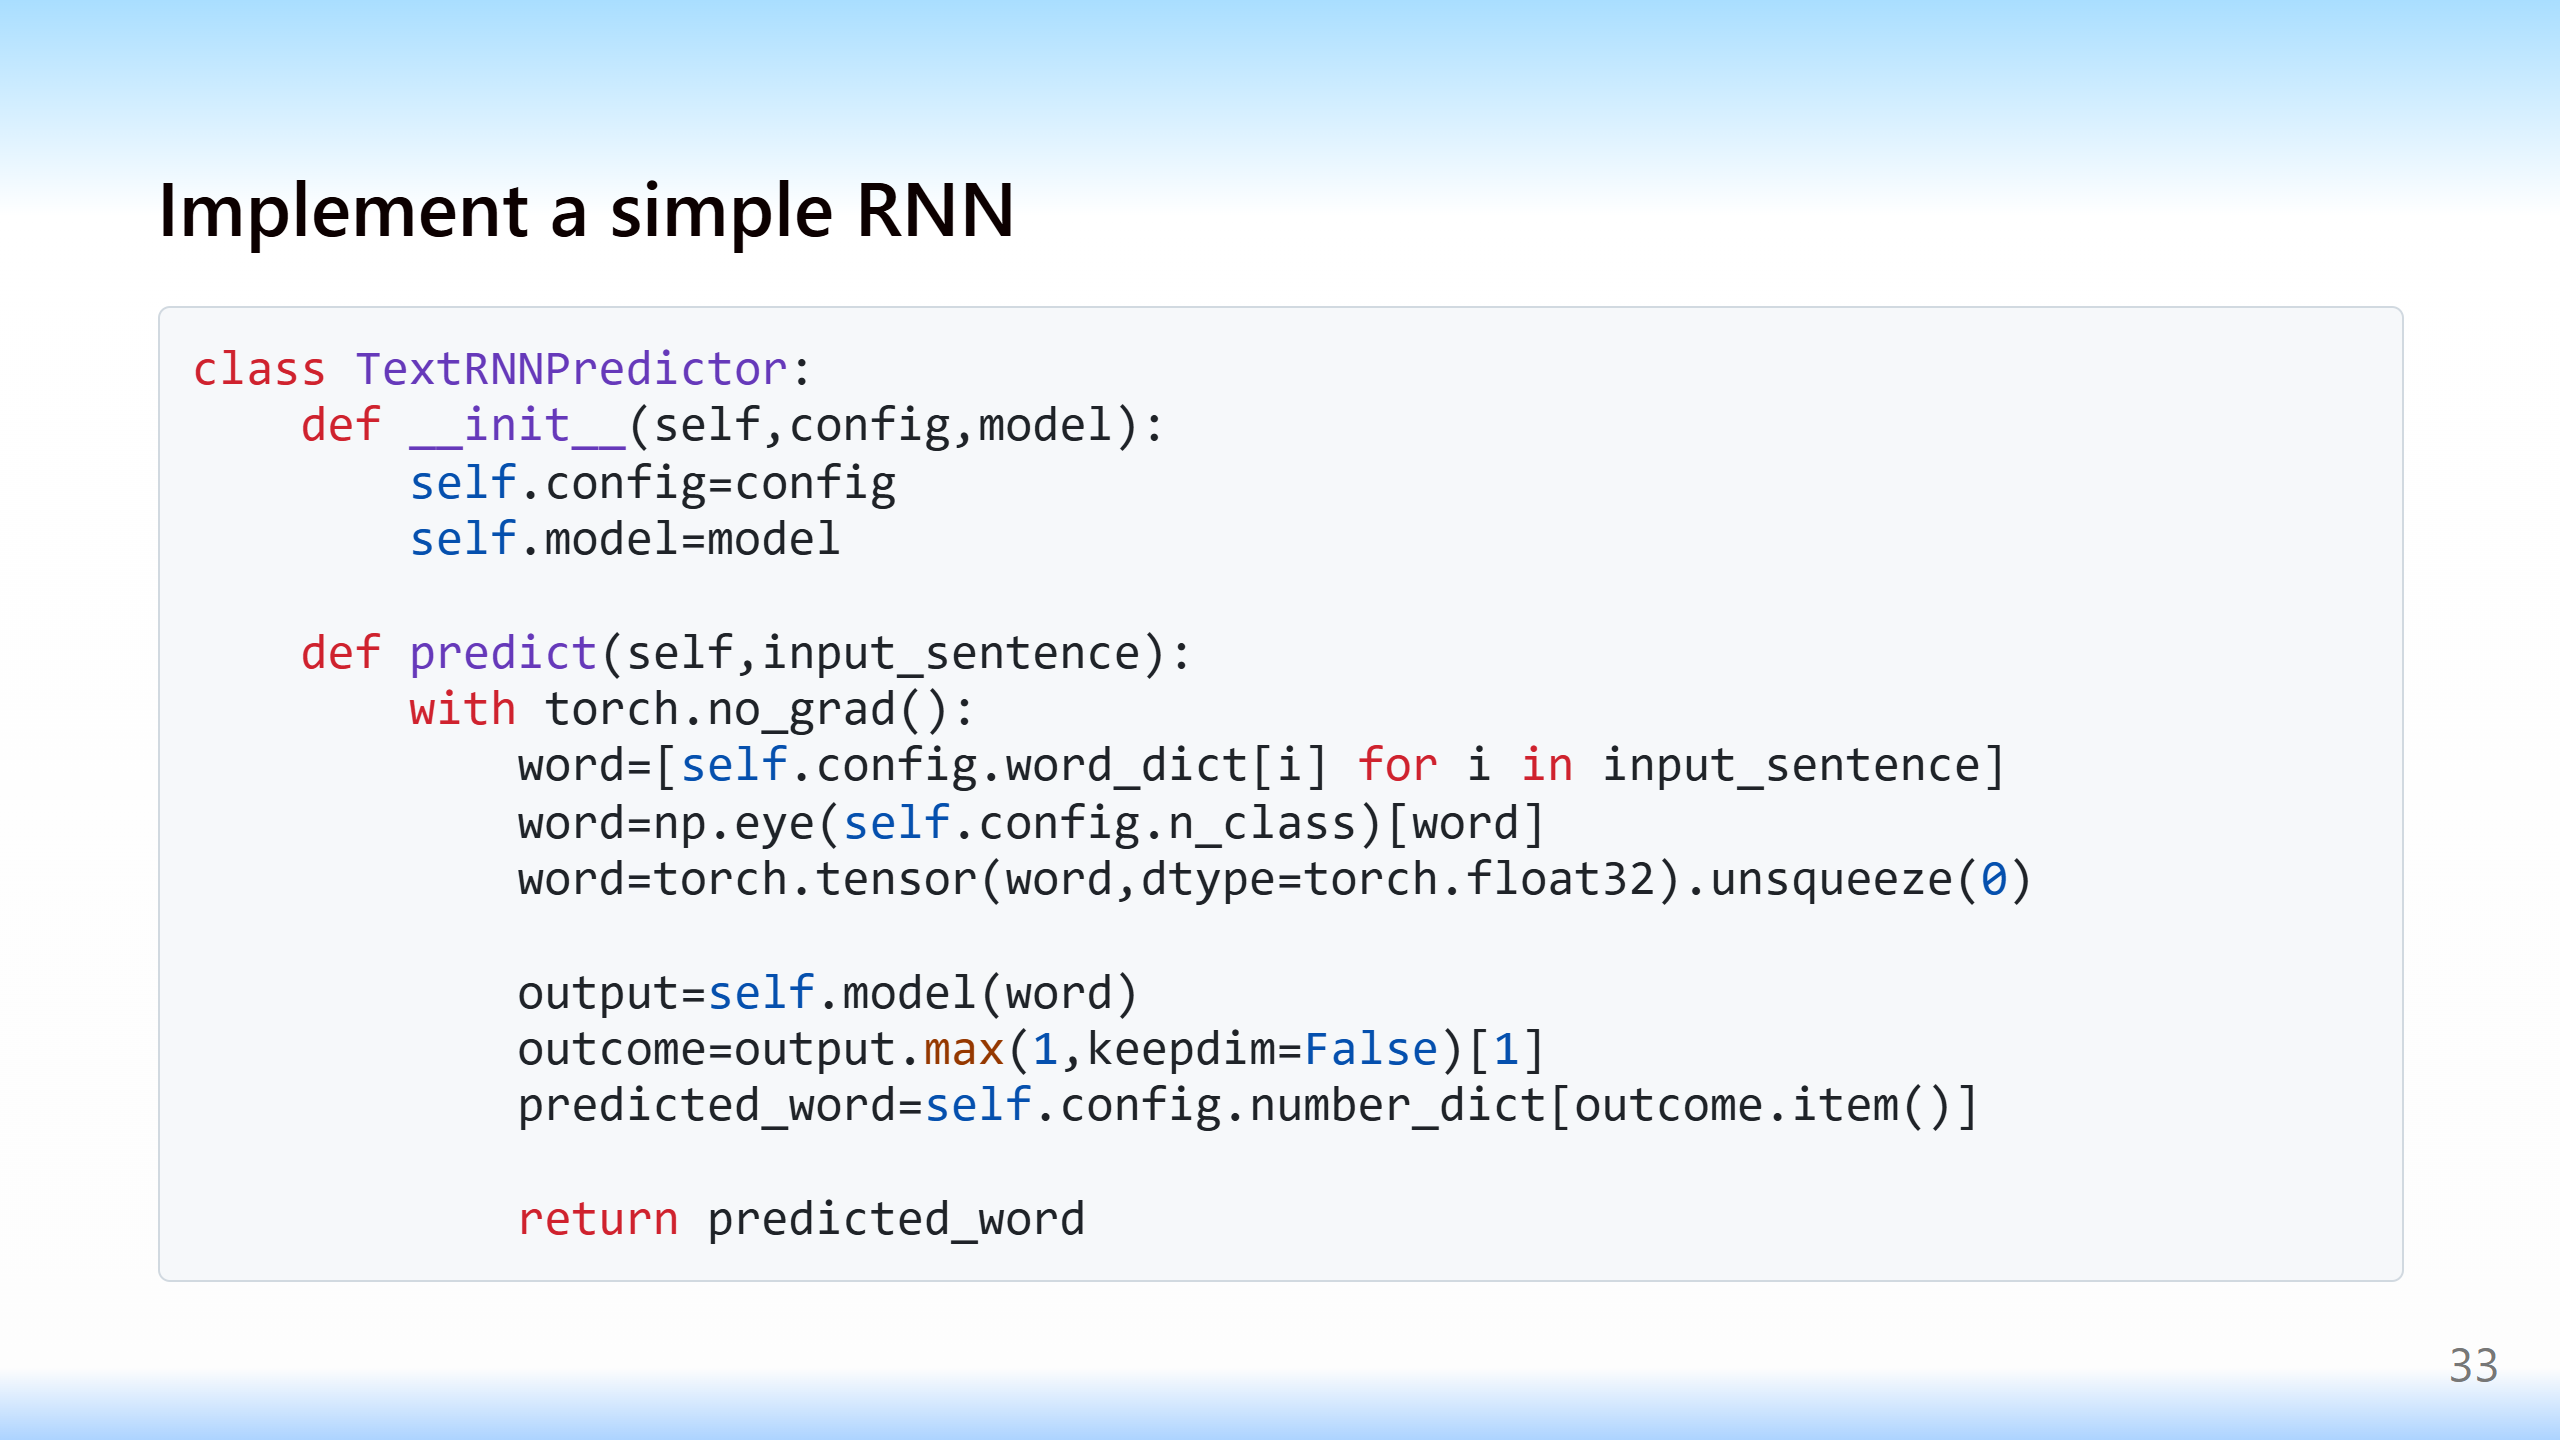 Implement a simple RNN
class TextRNNPredictor:
    def __init__(self,config,model):
        self.config=config
        self.model=model

    def predict(self,input_sentence):
        with torch.no_grad():
            word=[self.config.word_dict[i] for i in input_sentence]
            word=np.eye(self.config.n_class)[word]
            word=torch.tensor(word,dtype=torch.float32).unsqueeze(0)

            output=self.model(word)
            outcome=output.max(1,keepdim=False)[1]
            predicted_word=self.config.number_dict[outcome.item()]

            return predicted_word
33